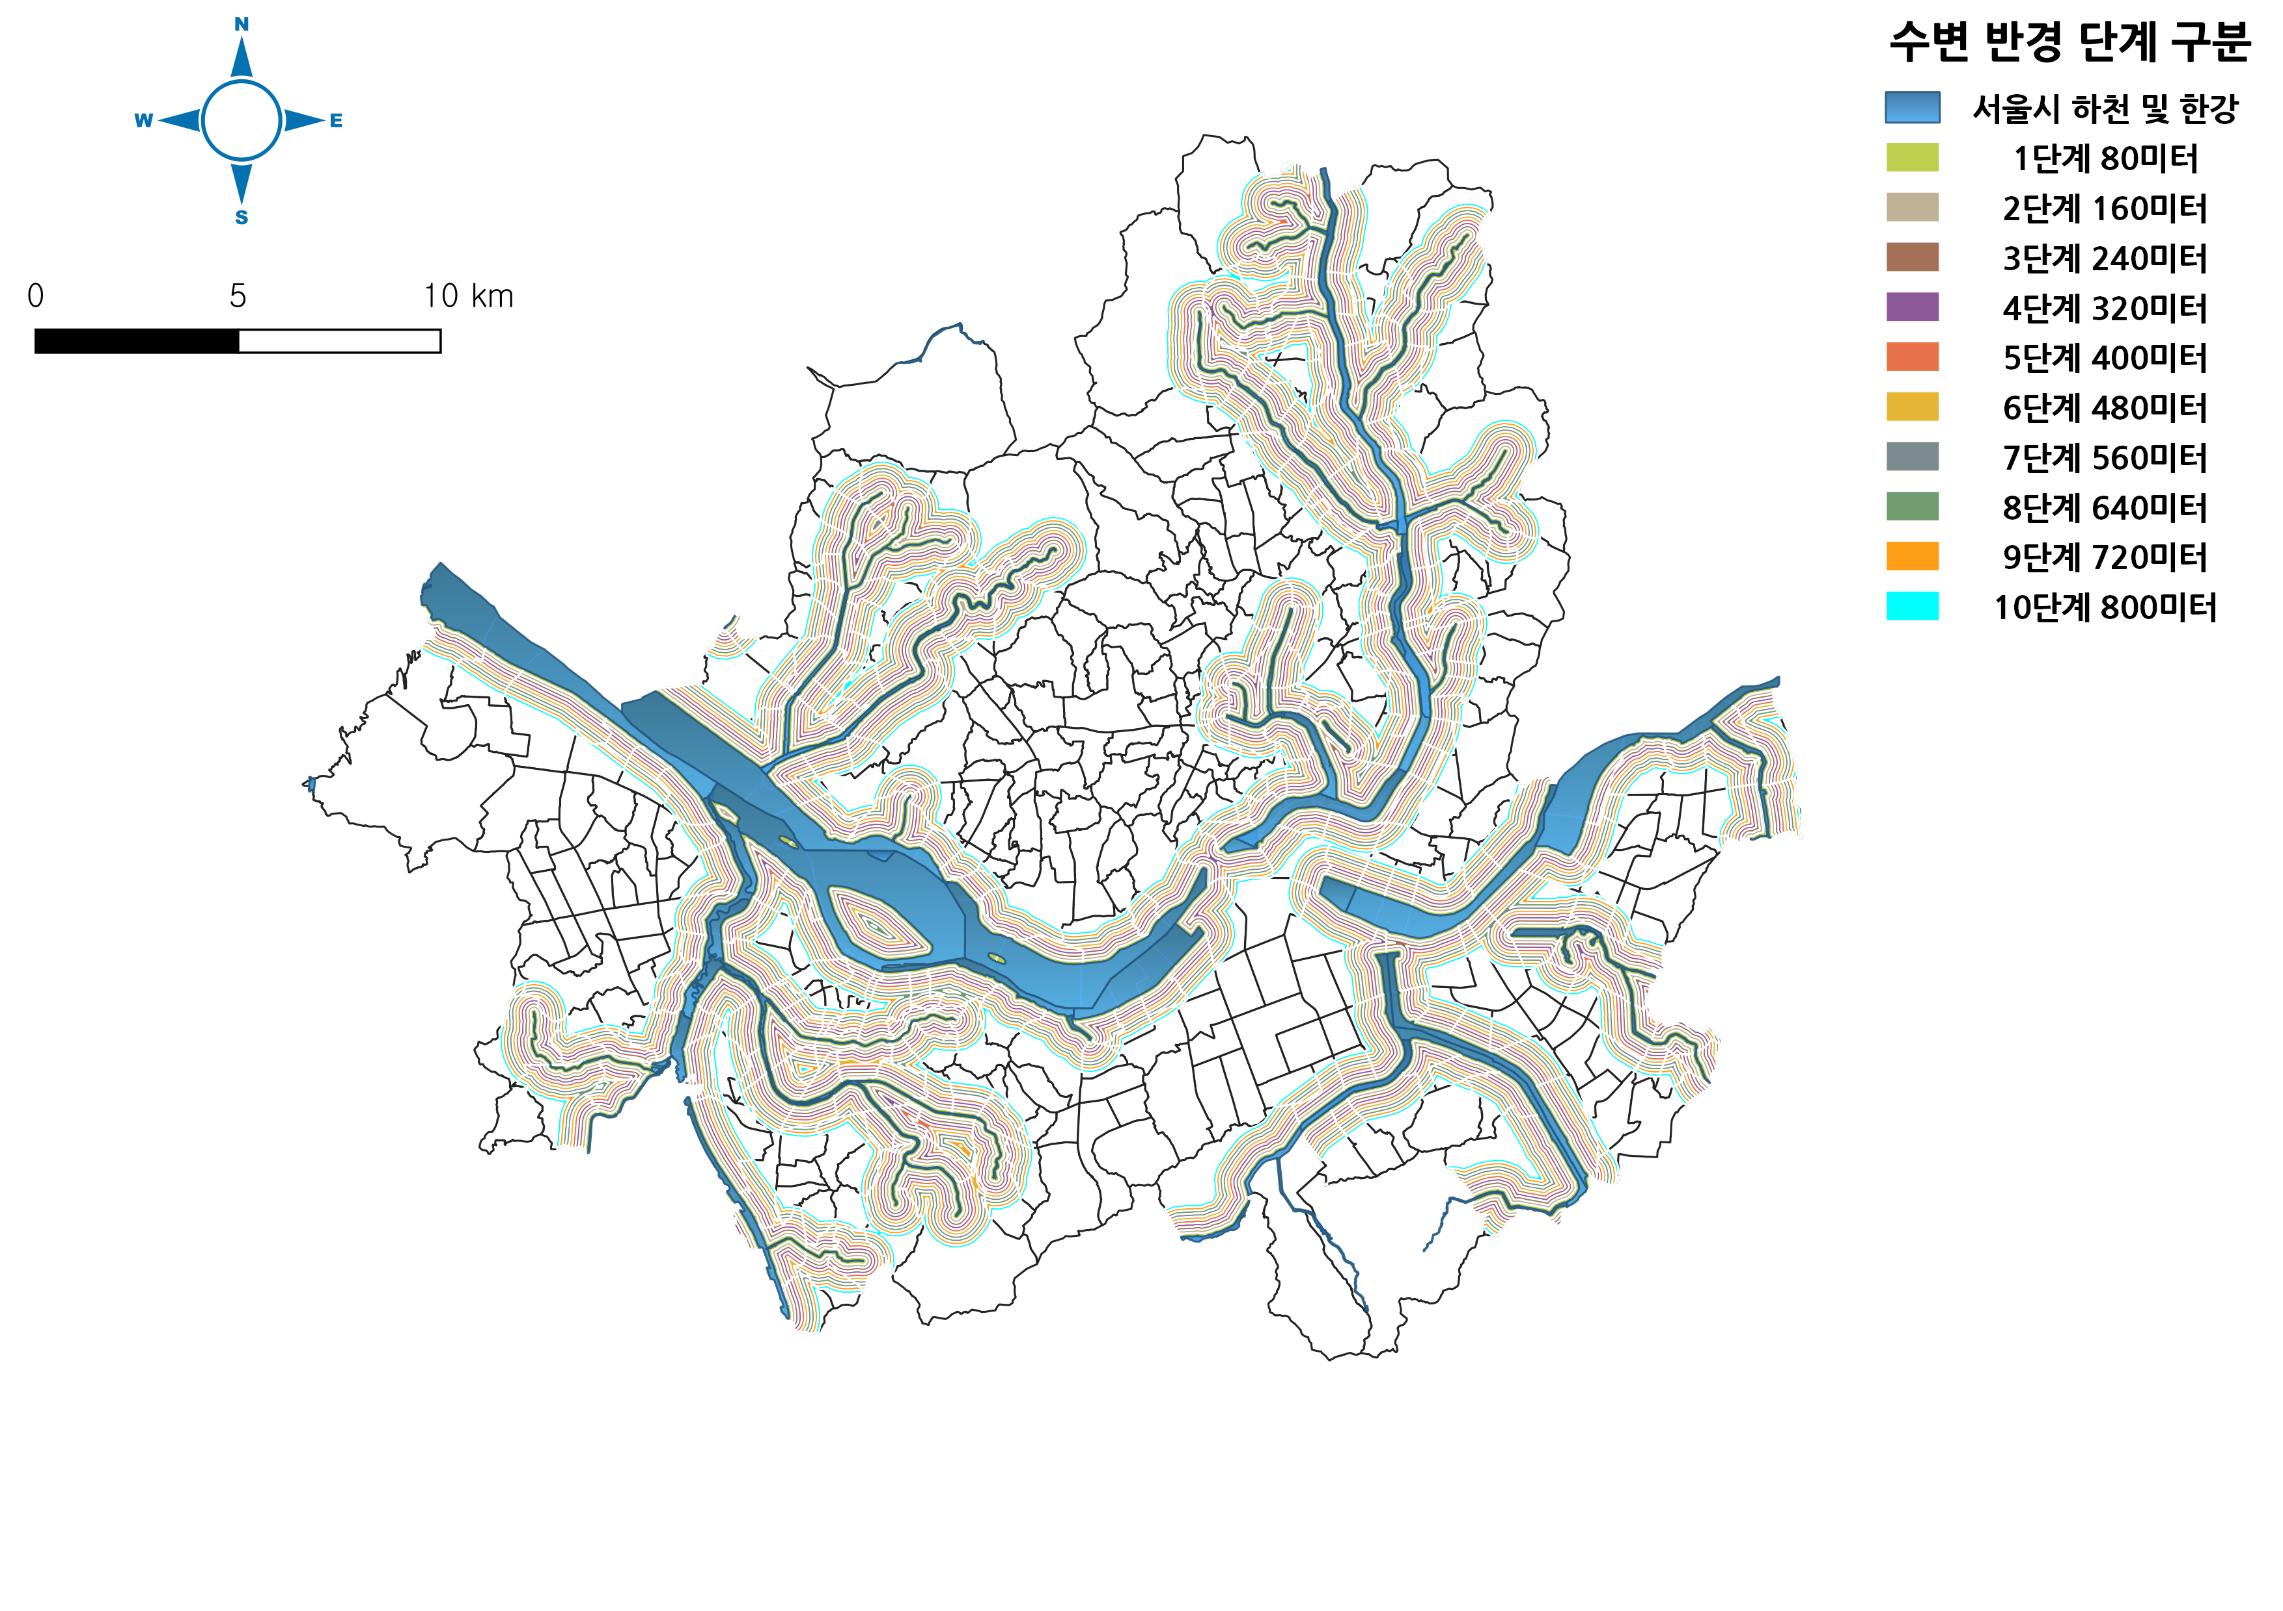 N
W
E
S
0 5 10 km
수변 반경 단계 구분
서울시 하천 및 한강
1단계 80미터
2단계 160미터
3단계 240미터
4단계 320미터
5단계 400미터
6단계 480미터
7단계 560미터
8단계 640미터
9단계 720미터
10단계 800미터